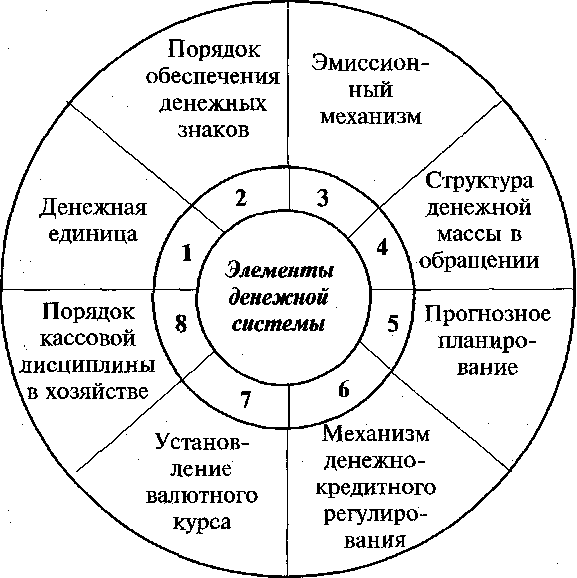 Элементы
денежной
системы
1
Денежная
единица
2
Порядок
обеспечения
денежных
знаков
3
Эмиссион-
ный
механизм
4
Структура
денежной
массы в
обращении
5
Прогнозное
планиро-
вание
6
Механизм
денежно-
кредитного
регулиро-
вания
7
Установ-
ление
валютного
курса
8
Порядок
кассовой
дисциплины
в хозяйстве